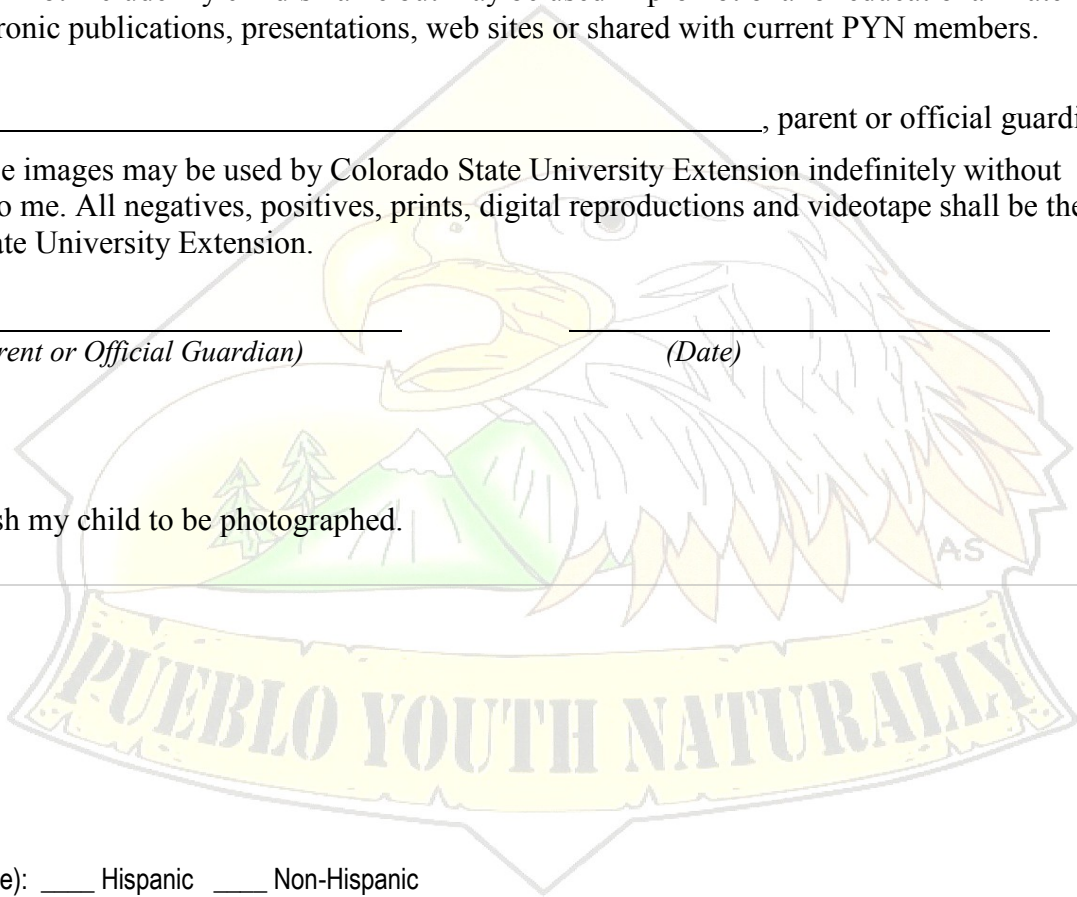 ronic publications, presentations, web sites or shared with current PYN members.
, parent or official guardi
e images may be used by Colorado State University Extension indefinitely without
o me. All negatives, positives, prints, digital reproductions and videotape shall be the
ate University Extension.
rent or Official Guardian) (Date)
sh my child to be photographed.
AS
PUEBLO YOUTH NATURALLY
e): ____ Hispanic ____ Non-Hispanic